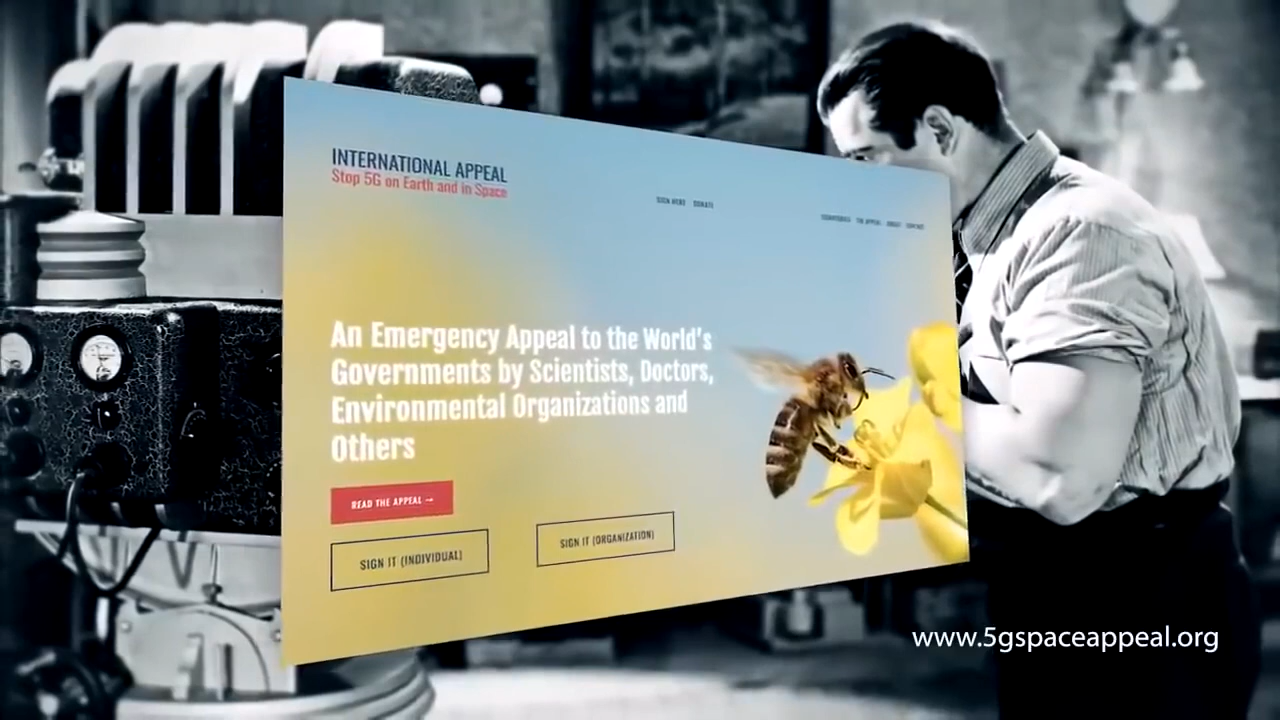 INTERNATIONAL APPEAL
Stop 5G on Earth and in Space
SIGN HERE DONATE
SIGNATORIES THE APPEAL ABOUT CONTACT
An Emergency Appeal to the World's
Governments by Scientists, Doctors,
Environmental Organizations and
Others
READ THE APPEAL →
SIGN IT (INDIVIDUAL)
SIGN IT (ORGANIZATION)
www.5gspaceappeal.org